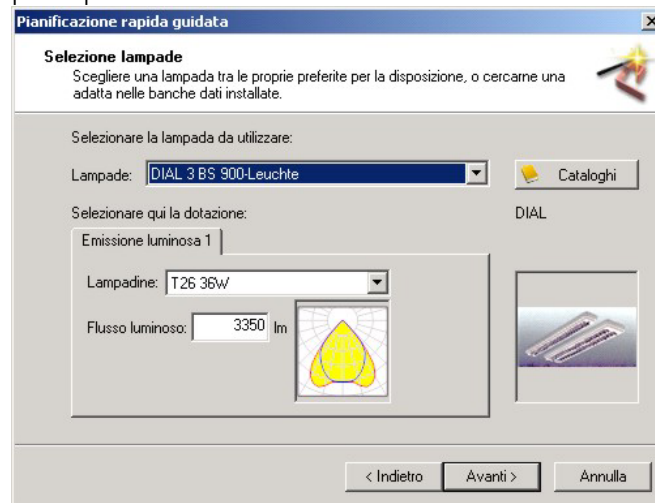 Pianificazione rapida guidata
Selezione lampade
Scegliere una lampada tra le proprie preferite per la disposizione, o cercarne una
adatta nelle banche dati installate.
Selezionare la lampada da utilizzare:
Lampade: DIAL 3 BS 900-Leuchte
Cataloghi
Selezionare qui la dotazione:
DIAL
Emissione luminosa 1
Lampadine: T26 36W
Flusso luminoso: 3350 lm
< Indietro
Avanti >
Annulla